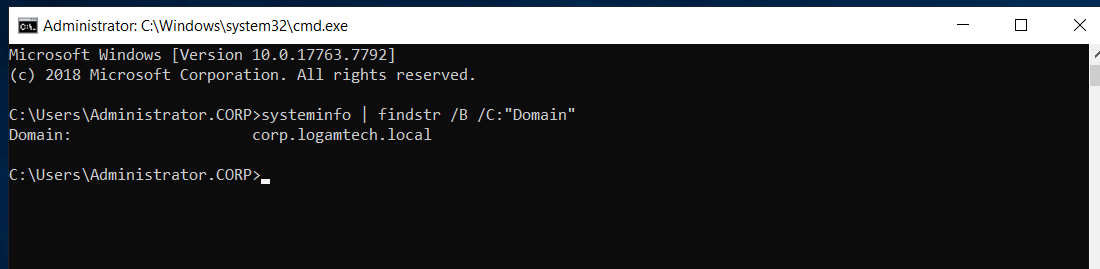 Administrator: C:\Windows\system32\cmd.exe
Microsoft Windows [Version 10.0.17763.7792]
(c) 2018 Microsoft Corporation. All rights reserved.
C:\Users\Administrator.CORP>systeminfo | findstr /B /C:"Domain"
Domain:                    corp.logamtech.local
C:\Users\Administrator.CORP>